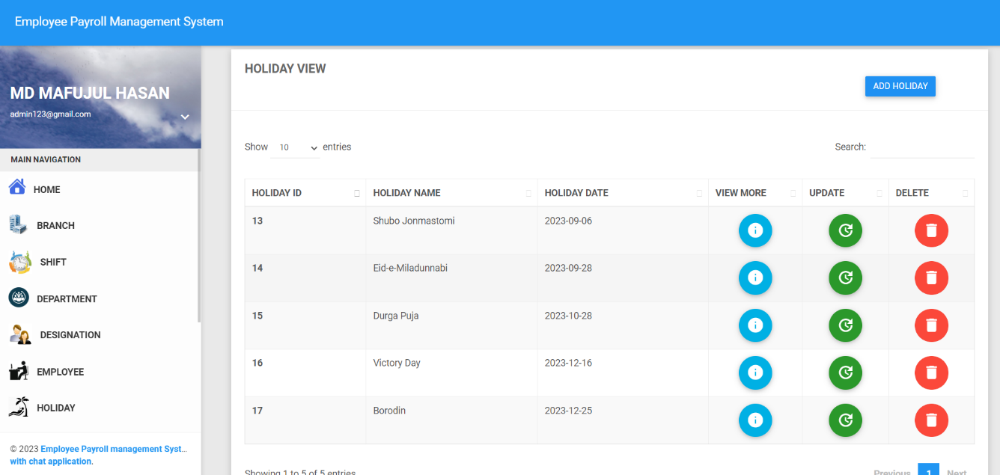 Employee Payroll Management System
MD MAFUJUL HASAN
admin123@gmail.com
MAIN NAVIGATION
HOME
BRANCH
SHIFT
DEPARTMENT
DESIGNATION
EMPLOYEE
HOLIDAY
© 2023 Employee Payroll management Syst...
with chat application.
HOLIDAY VIEW
ADD HOLIDAY
Show 10 entries
Search:
HOLIDAY ID HOLIDAY NAME HOLIDAY DATE VIEW MORE UPDATE DELETE
13 Shubo Jonmastomi 2023-09-06
14 Eid-e-Miladunnabi 2023-09-28
15 Durga Puja 2023-10-28
16 Victory Day 2023-12-16
17 Borodin 2023-12-25
Showing 1 to 5 of 5 entries
Previous 1 Next